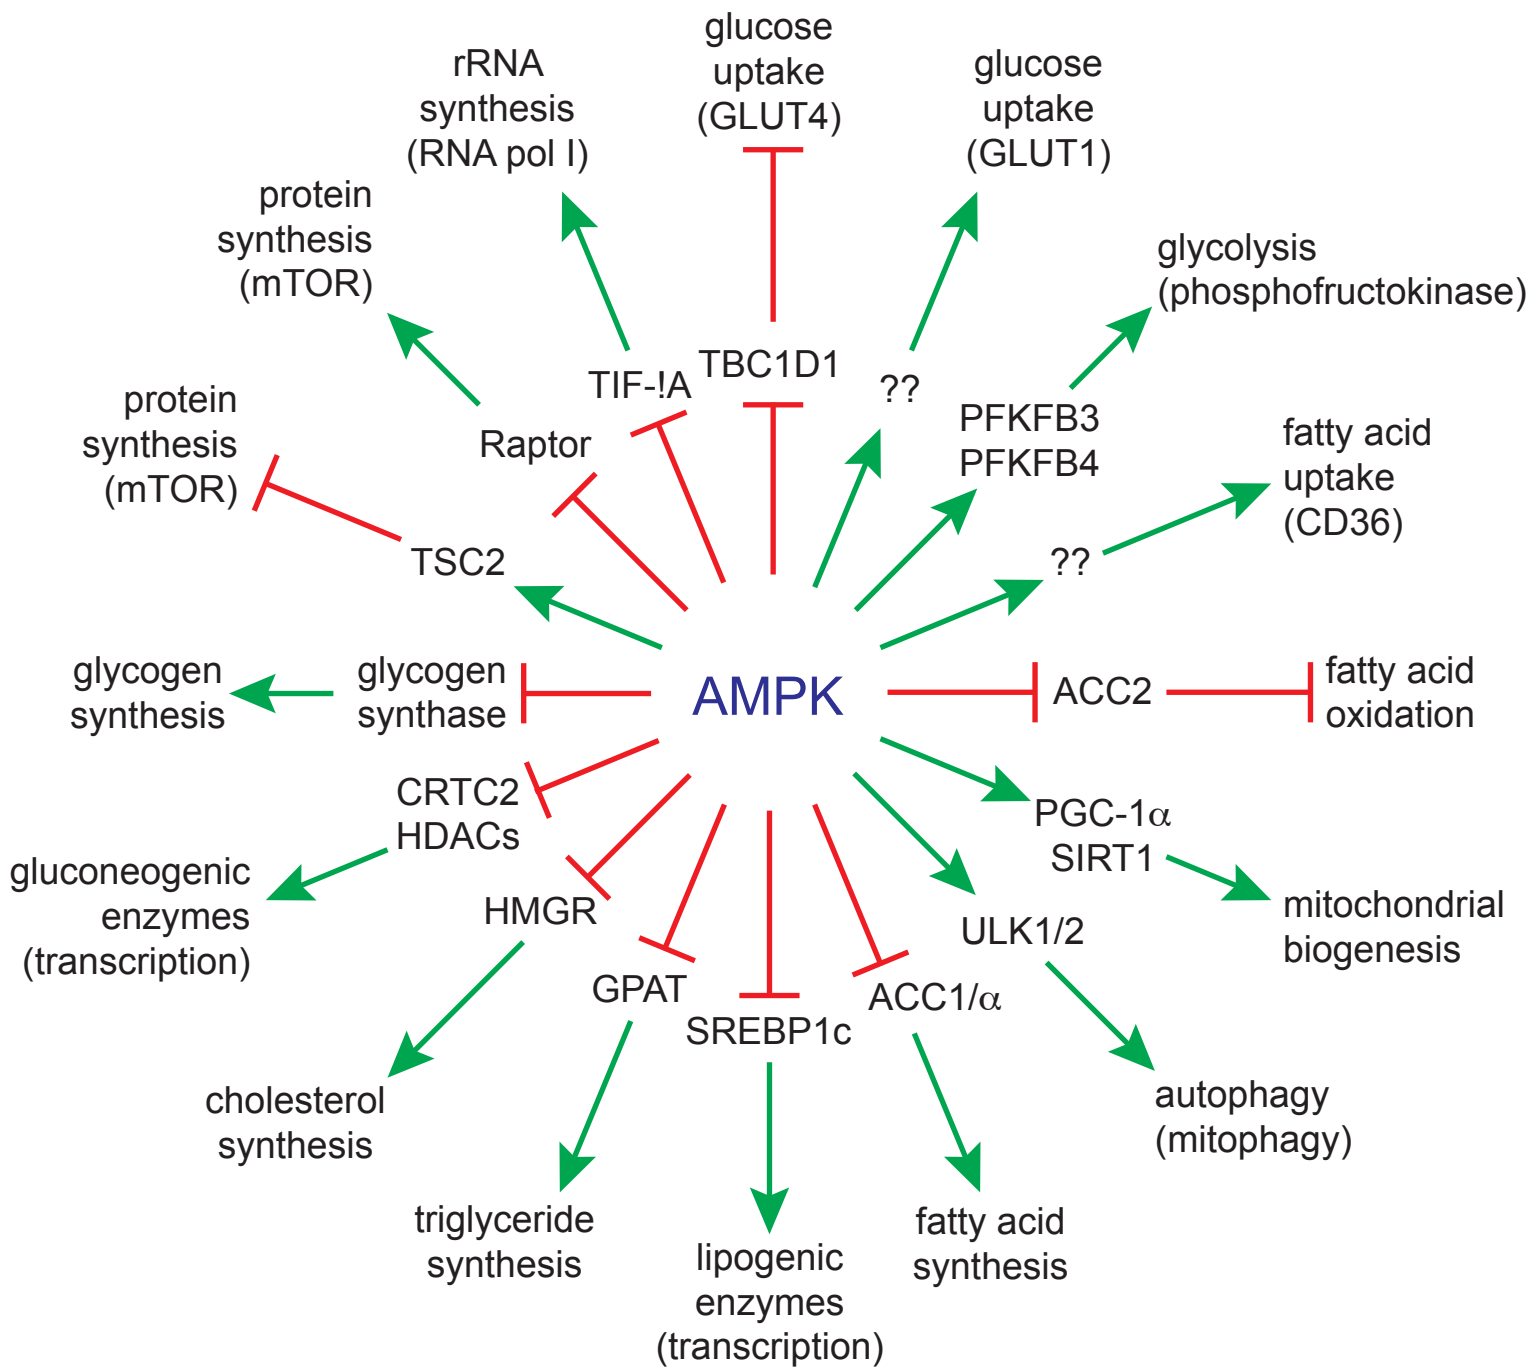 glucose
uptake
(GLUT4)
rRNA
synthesis
(RNA pol I)
glucose
uptake
(GLUT1)
protein
synthesis
(mTOR)
glycolysis
(phosphofructokinase)
TIF-!A
TBC1D1
??
PFKFB3
PFKFB4
Raptor
protein
synthesis
(mTOR)
fatty acid
uptake
(CD36)
TSC2
??
glycogen
synthesis
glycogen
synthase
AMPK
ACC2
fatty acid
oxidation
CRTC2
HDACs
PGC-1α
SIRT1
gluconeogenic
enzymes
(transcription)
HMGR
ULK1/2
mitochondrial
biogenesis
GPAT
SREBP1c
ACC1/α
cholesterol
synthesis
autophagy
(mitophagy)
triglyceride
synthesis
lipogenic
enzymes
(transcription)
fatty acid
synthesis